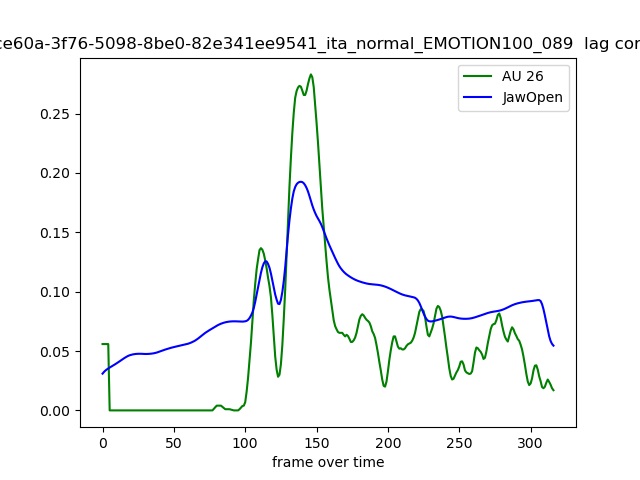 ce60a-3f76-5098-8be0-82e341ee9541_ita_normal_EMOTION100_089 lag cor
AU 26
JawOpen
0.25
0.20
0.15
0.10
0.05
0.00
0 50 100 150 200 250 300
frame over time